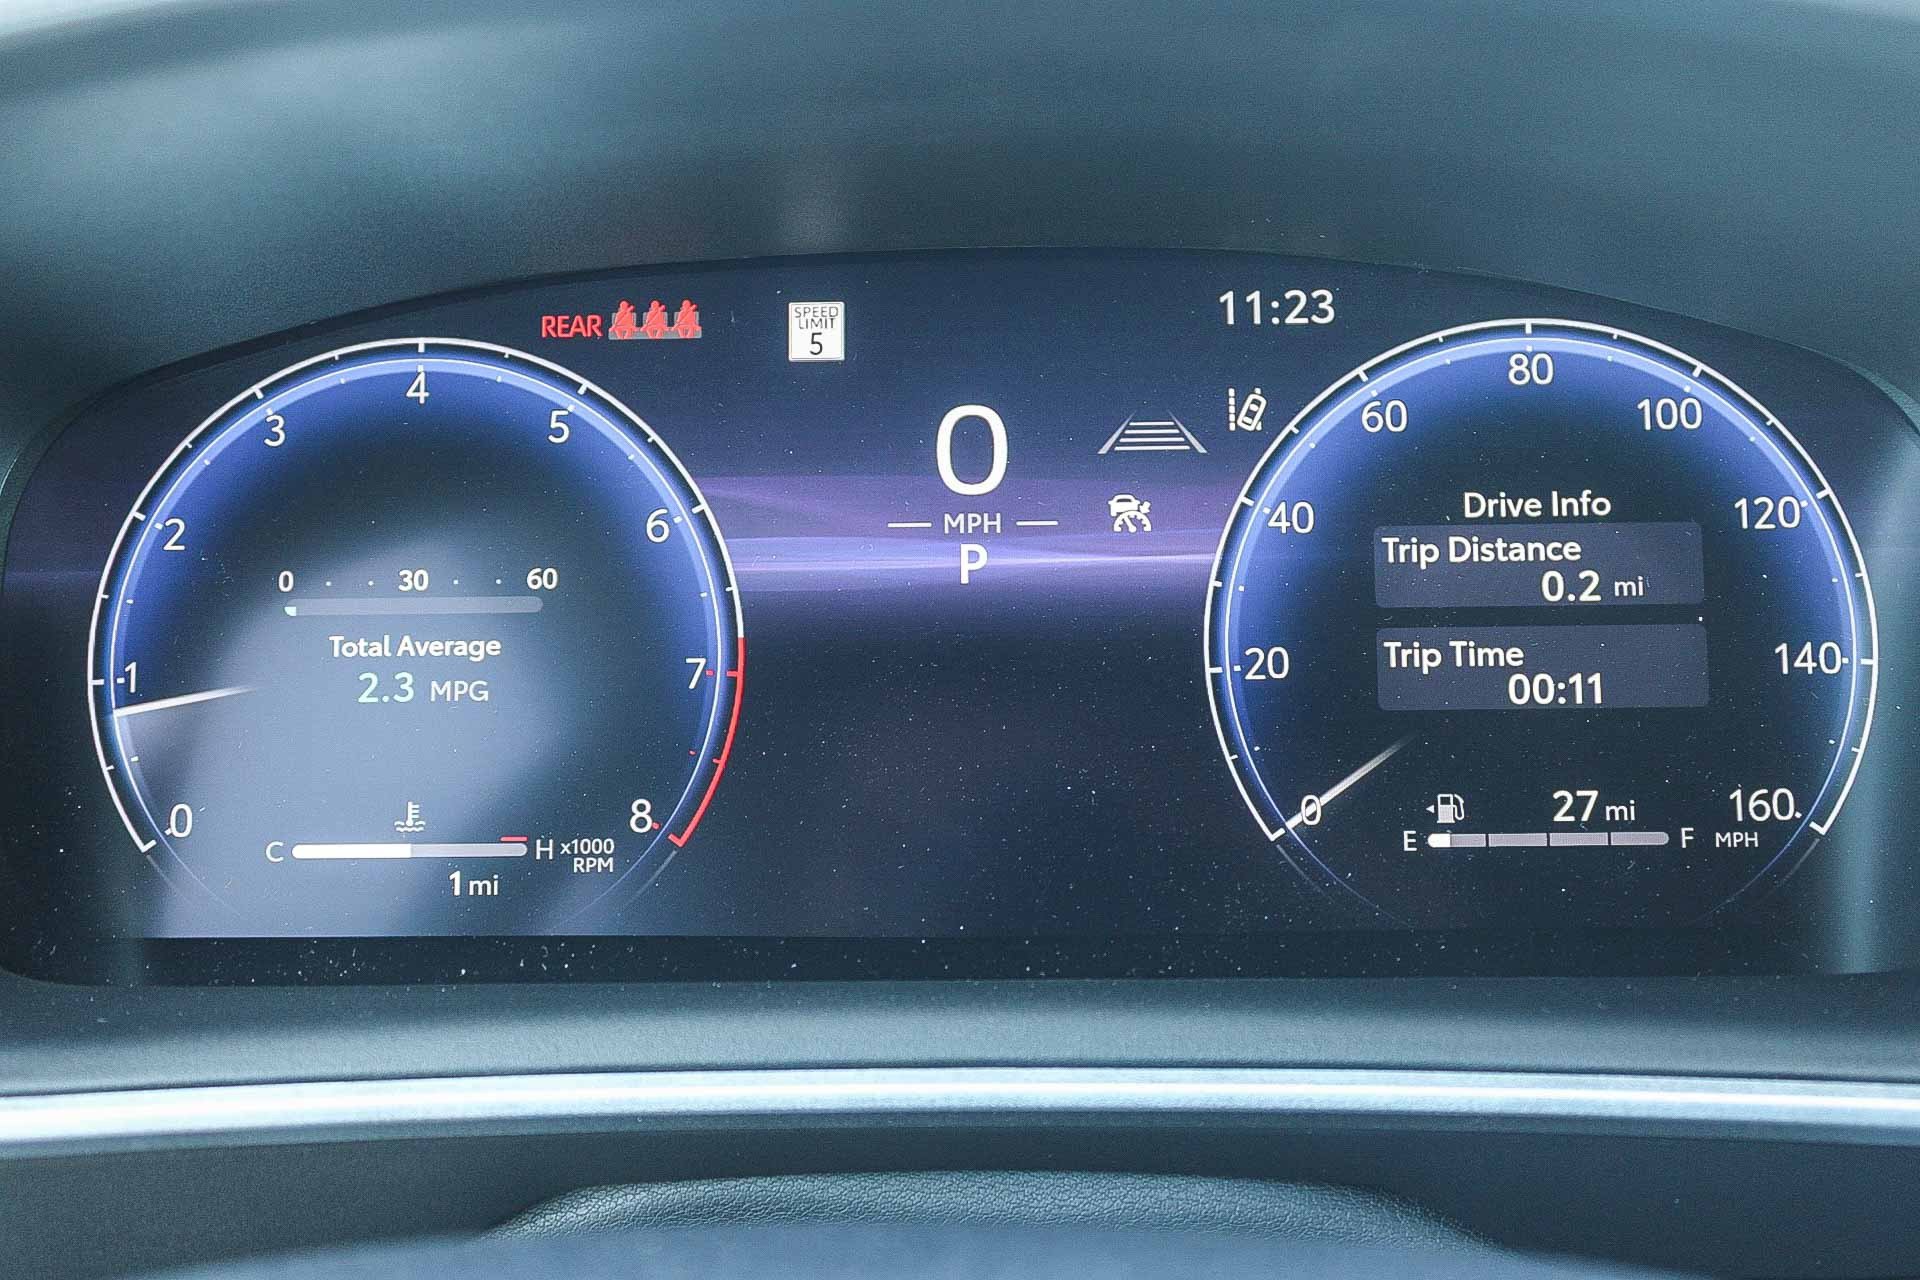 REAR
SPEED
LIMIT
5
11:23
0
1
2
3
4
5
6
7
8
x1000
RPM
0 30 60
Total Average
2.3 MPG
C H
1 mi
0
MPH
P
0
20
40
60
80
100
120
140
160
MPH
Drive Info
Trip Distance
0.2 mi
Trip Time
00:11
27 mi
E F